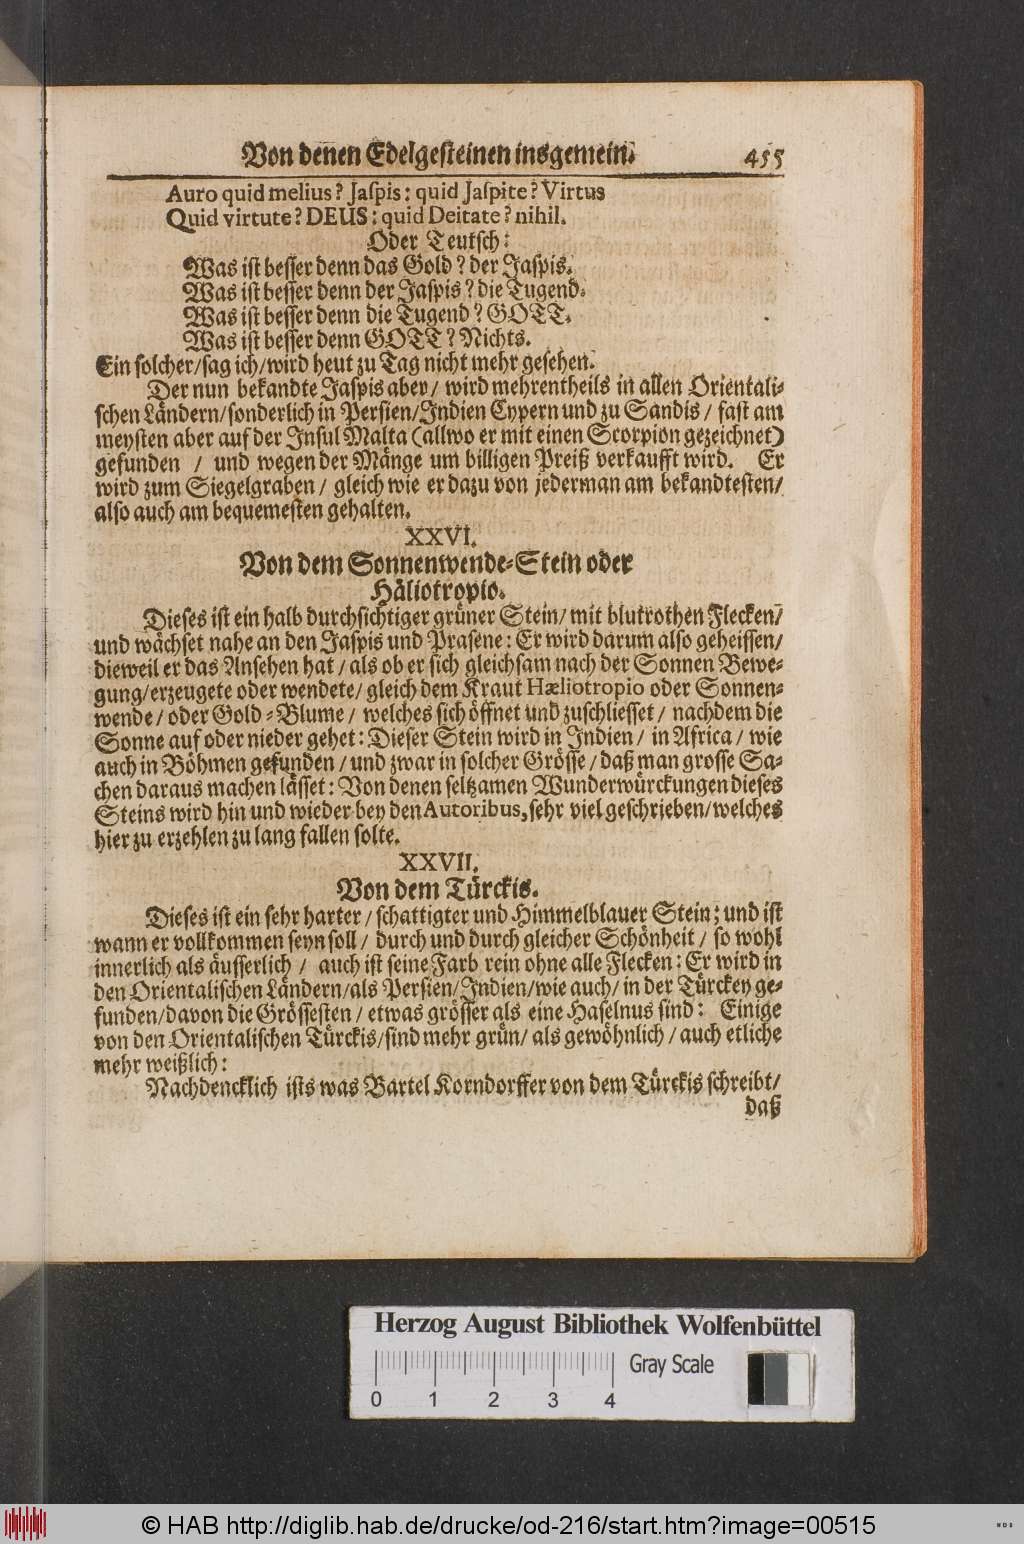 Von denen Edelgesteinen insgemein. 455
Auro quid melius? Jaspis: quid Jaspite? Virtus
Quid virtute? DEUS: quid Deitate? nihil.
Oder Teutsch:
Was ist besser denn das Gold? der Jaspis.
Was ist besser denn der Jaspis? die Tugend.
Was ist besser denn die Tugend? GOTT.
Was ist besser denn GOTT? Nichts.
Ein solcher/sag ich/wird heut zu Tag nicht mehr gesehen.
Der nun bekandte Jaspis aber/ wird mehrentheils in allen Orientali-
schen Ländern/sonderlich in Persien/Indien Cypern und zu Sandis/ fast am
meysten aber auf der Insul Malta (allwo er mit einen Scorpion gezeichnet)
gefunden / und wegen der Mänge um billigen Preiß verkaufft wird. Er
wird zum Siegelgraben/ gleich wie er dazu von jederman am bekandtesten/
also auch am bequemesten gehalten.
XXVI.
Von dem Sonnenwende-Stein oder
Häliotropio.
Dieses ist ein halb durchsichtiger grüner Stein/ mit blutrothen Flecken/
und wächset nahe an den Jaspis und Prasene: Er wird darum also geheissen/
dieweil er das Ansehen hat/als ob er sich gleichsam nach der Sonnen Bewe-
gung/erzeugete oder wendete/gleich dem Kraut Hæliotropio oder Sonnen-
wende/oder Gold-Blume/ welches sich öffnet und zuschliesset/ nachdem die
Sonne auf oder nieder gehet: Dieser Stein wird in Indien/ in Africa/ wie
auch in Böhmen gefunden/und zwar in solcher Grösse/daß man grosse Sa-
chen daraus machen lässet: Von denen seltzamen Wunderwürckungen dieses
Steins wird hin und wieder bey den Autoribus, sehr viel geschrieben/welches
hier zu erzehlen zu lang fallen solte.
XXVII.
Von dem Türckis.
Dieses ist ein sehr harter/schattigter und Himmelblauer Stein; und ist
wann er vollkommen seyn soll/ durch und durch gleicher Schönheit/ so wohl
innerlich als äusserlich/ auch ist seine Farb rein ohne alle Flecken: Er wird in
den Orientalischen Ländern/als Persien/Indien/wie auch/in der Türckey ge-
funden/davon die Grössesten/etwas grösser als eine Haselnus sind: Einige
von den Orientalischen Türckis/sind mehr grün/als gewöhnlich/auch etliche
mehr weißlich:
Nachdencklich ists was Bartel Korndorffer von dem Türckis schreibt/
daß
Herzog August Bibliothek Wolfenbüttel
Gray Scale
0 1 2 3 4
© HAB http://diglib.hab.de/drucke/od-216/start.htm?image=00515